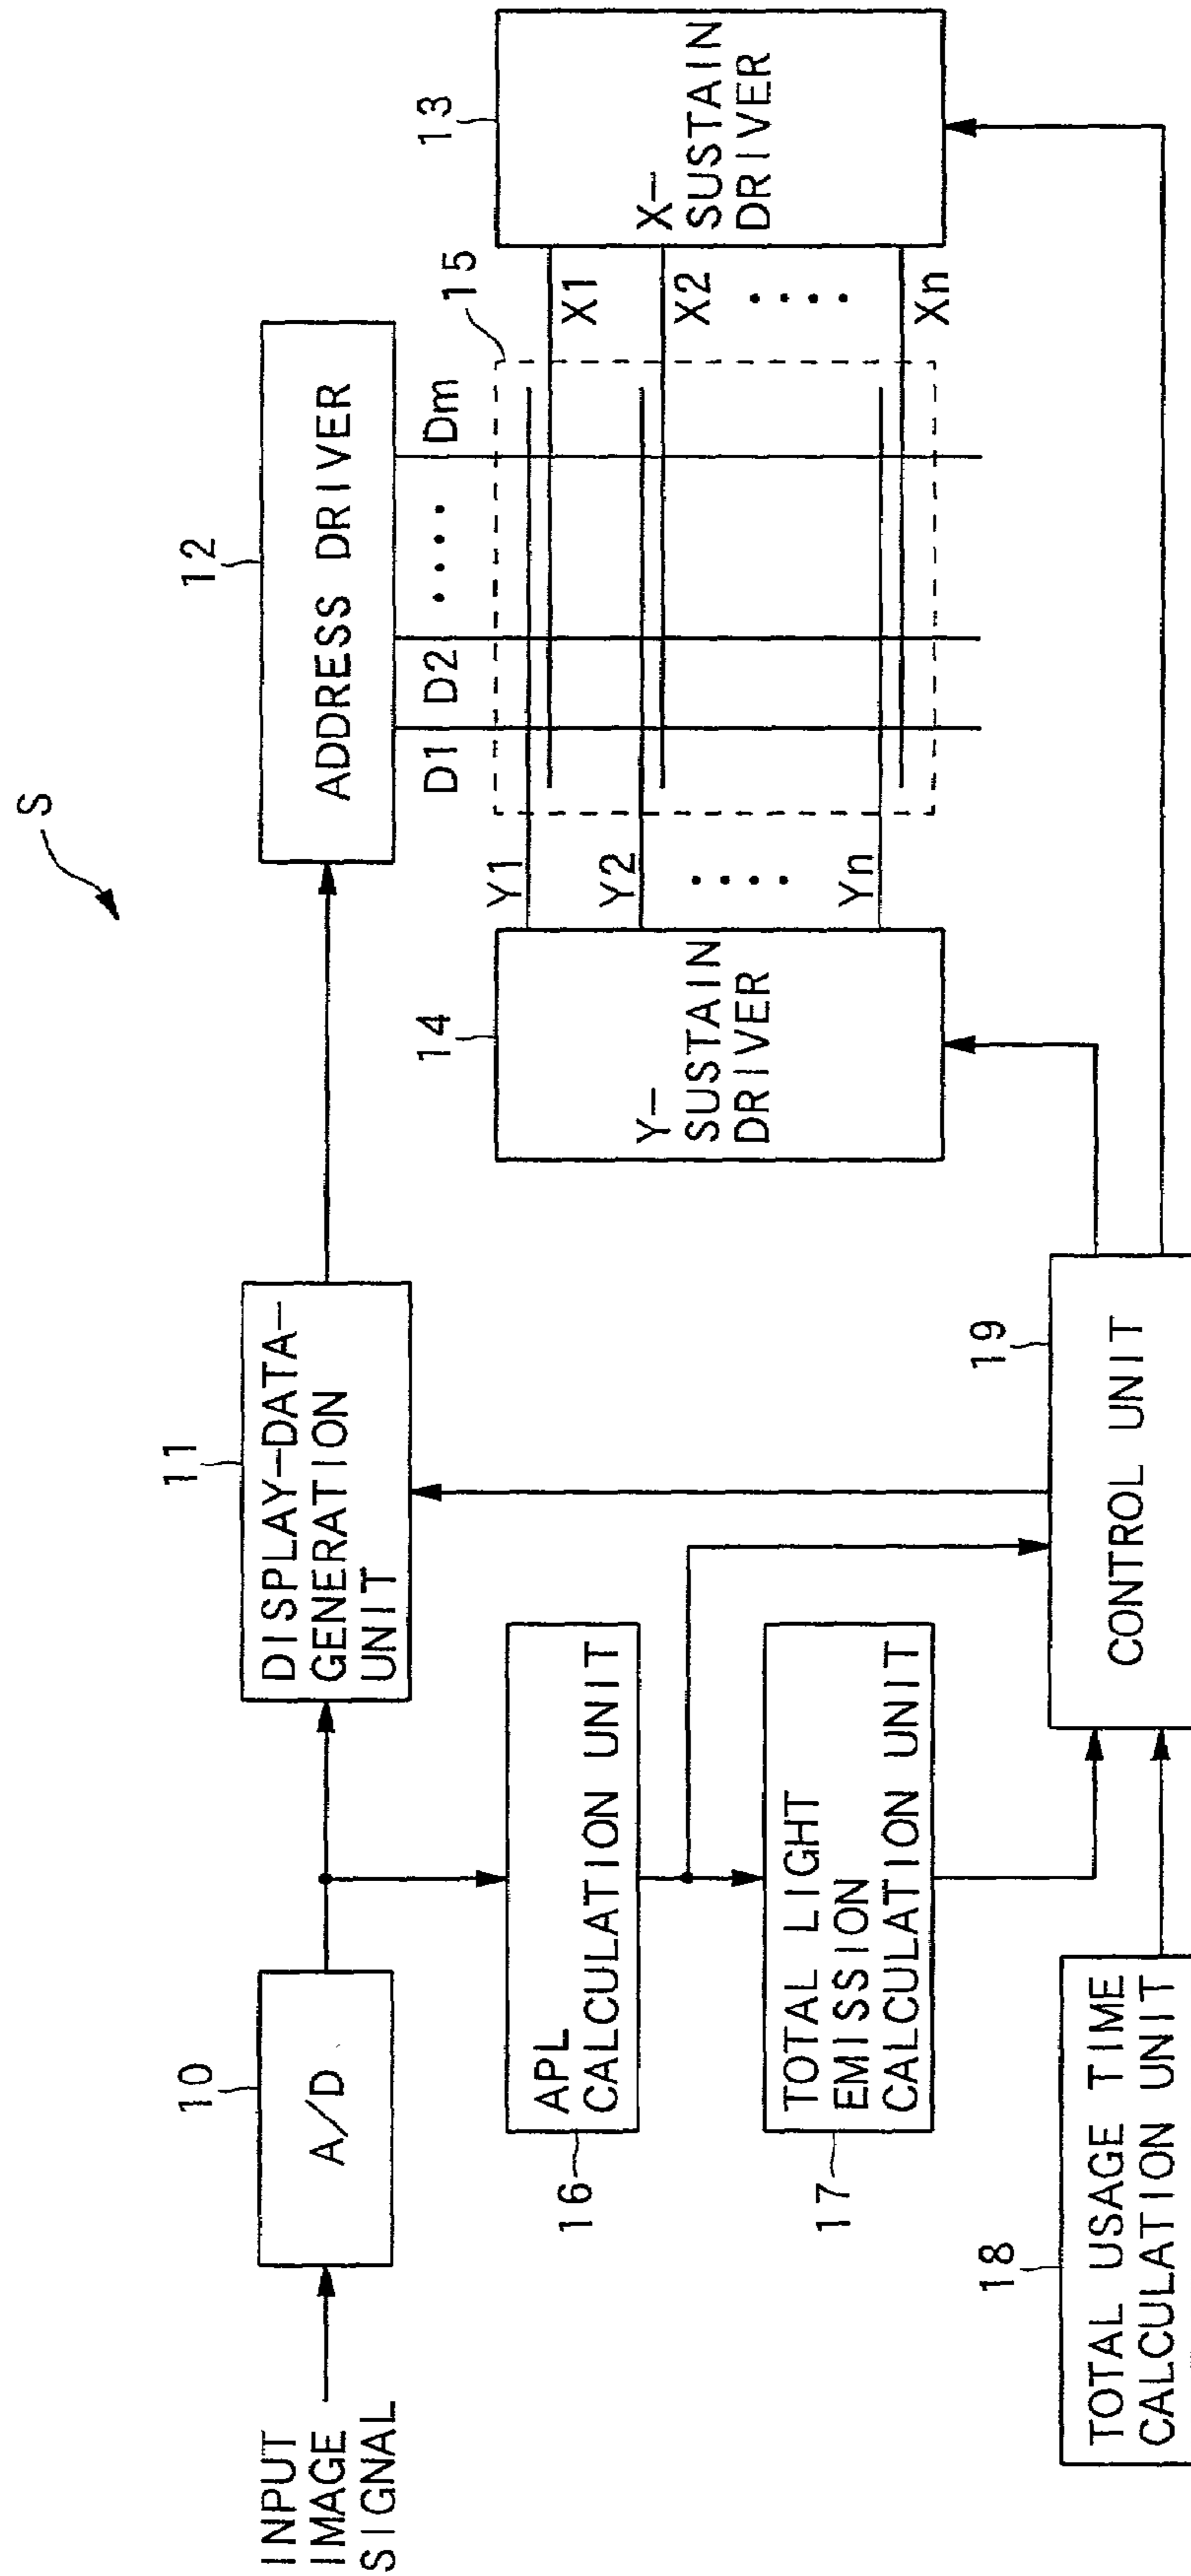 S
INPUT
IMAGE
SIGNAL
10
A/D
11
DISPLAY-DATA-
GENERATION
UNIT
12
ADDRESS DRIVER
D1
D2
....
Dm
16
APL
CALCULATION UNIT
17
TOTAL LIGHT
EMISSION
CALCULATION UNIT
18
TOTAL USAGE TIME
CALCULATION UNIT
19
CONTROL UNIT
14
Y-
SUSTAIN
DRIVER
Y1
Y2
....
Yn
15
X1
X2
....
Xn
13
X-
SUSTAIN
DRIVER